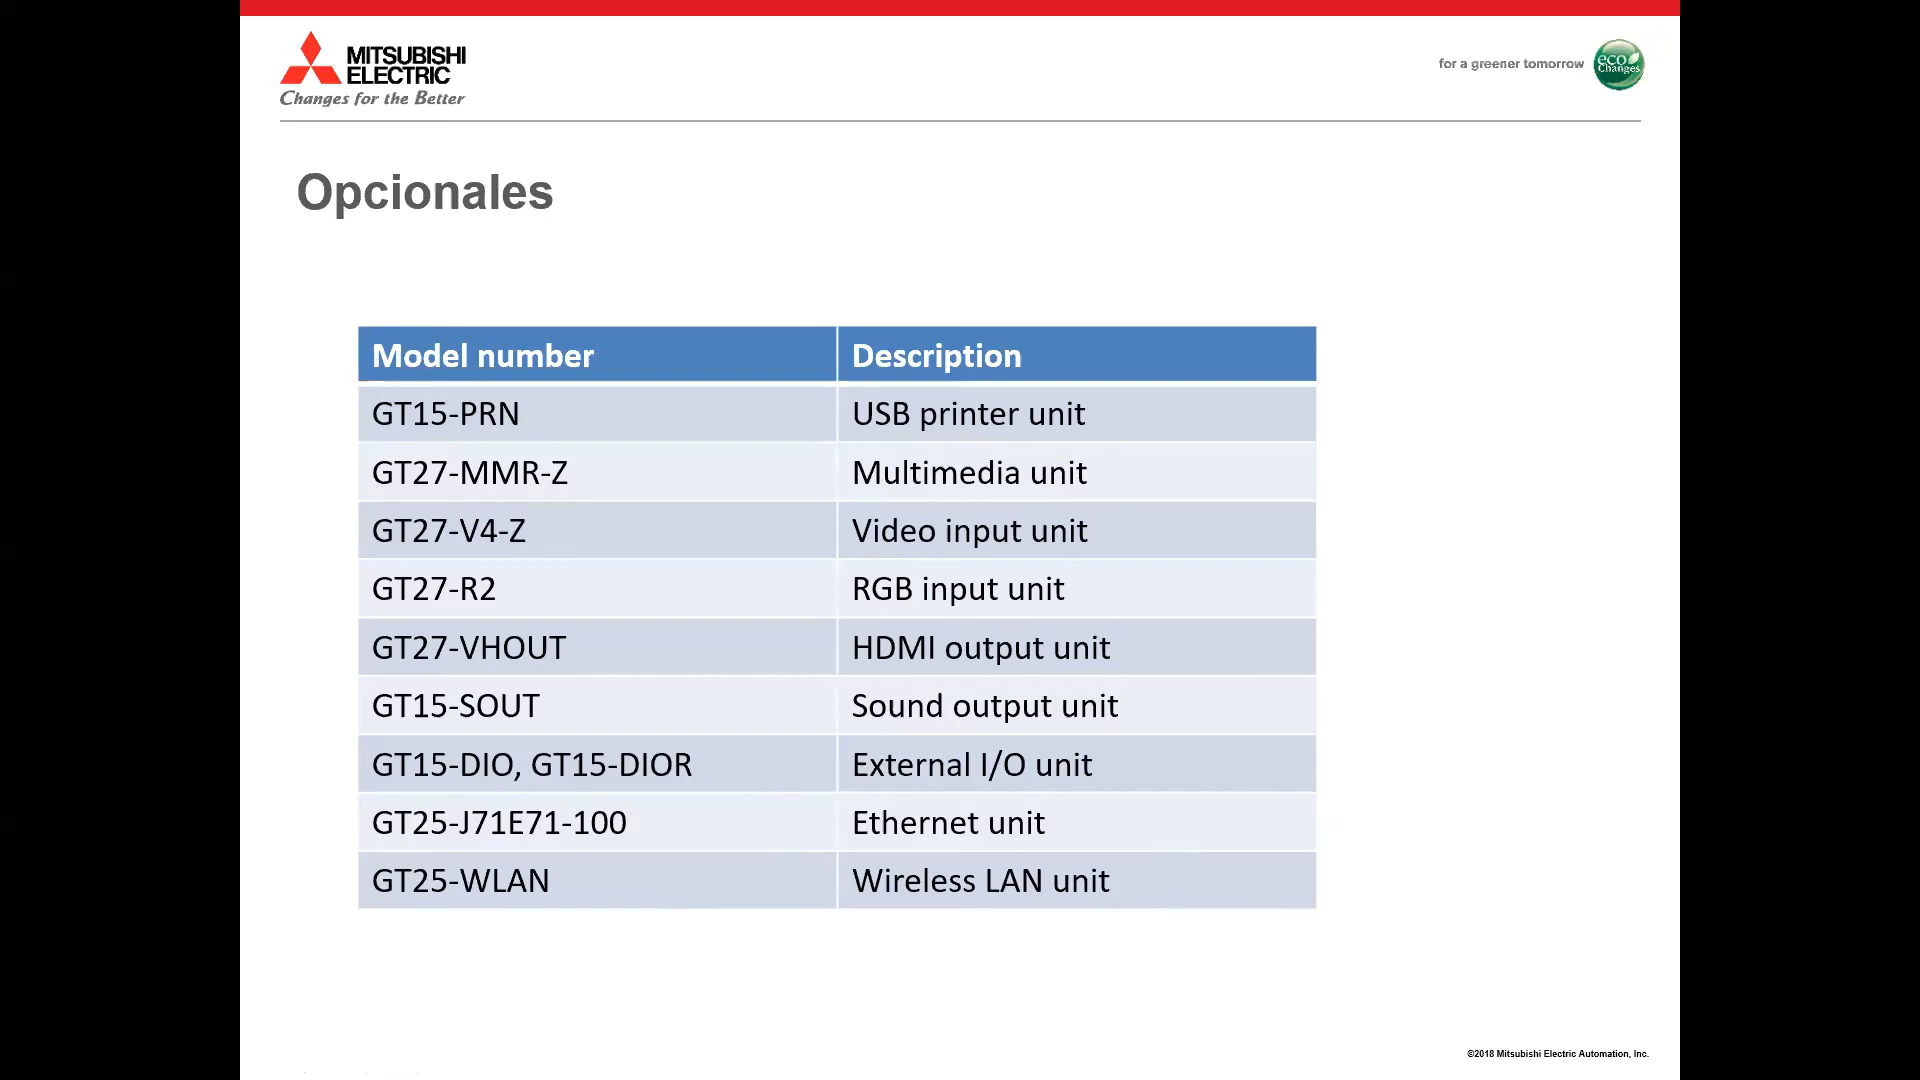 MITSUBISHI
ELECTRIC
Changes for the Better
for a greener tomorrow
eco
Changes
Opcionales
Model number Description
GT15-PRN USB printer unit
GT27-MMR-Z Multimedia unit
GT27-V4-Z Video input unit
GT27-R2 RGB input unit
GT27-VHOUT HDMI output unit
GT15-SOUT Sound output unit
GT15-DIO, GT15-DIOR External I/O unit
GT25-J71E71-100 Ethernet unit
GT25-WLAN Wireless LAN unit
©2018 Mitsubishi Electric Automation, Inc.